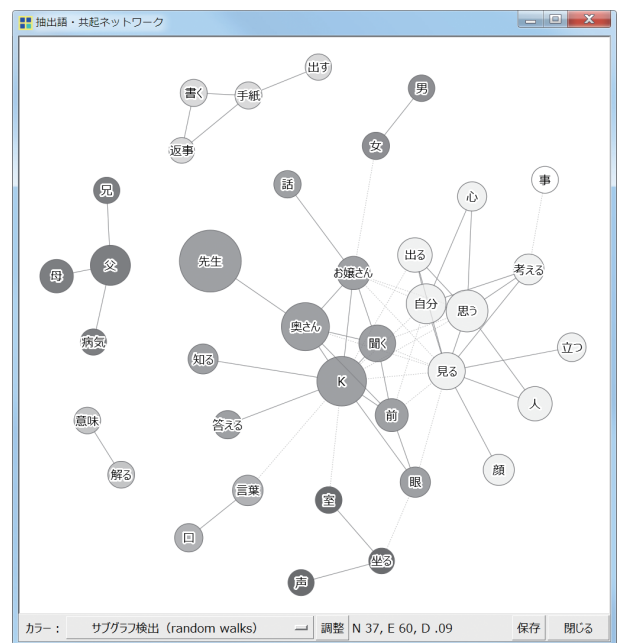 抽出語・共起ネットワーク
出す
書く
手紙
男
返事
女
話
事
兄
心
先生
出る
父
お嬢さん
考える
母
自分
思う
奥さん
聞く
病気
立つ
知る
見る
K
人
前
意味
答える
顔
解る
眼
言葉
室
口
坐る
声
カラー： サブグラフ検出（random walks） 調整 N 37, E 60, D .09 保存 閉じる